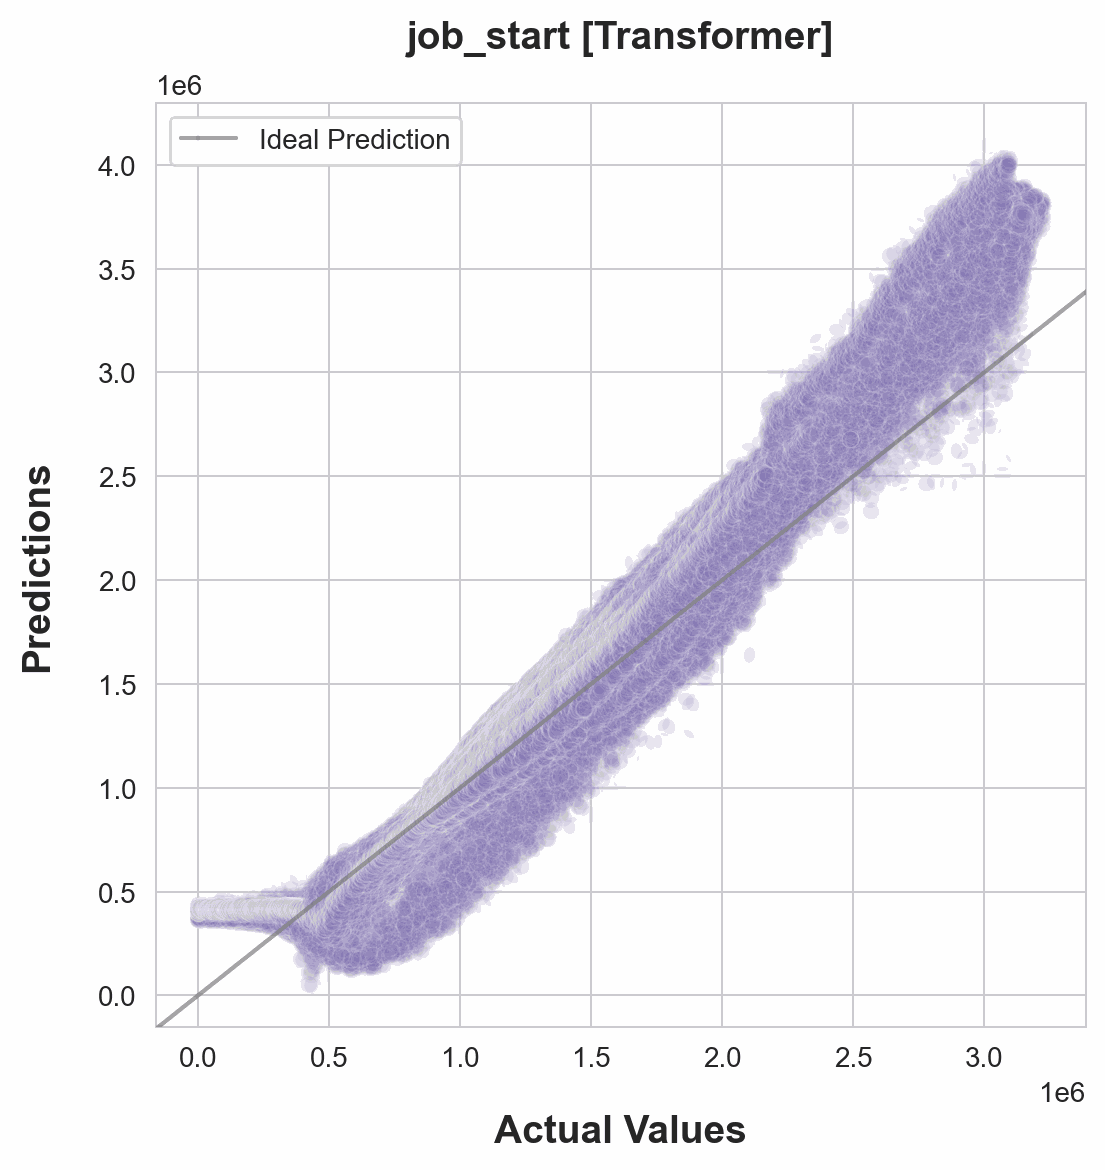 job_start [Transformer]
1e6
Ideal Prediction
4.0
3.5
3.0
2.5
2.0
1.5
1.0
0.5
0.0
Predictions
0.0 0.5 1.0 1.5 2.0 2.5 3.0
1e6
Actual Values